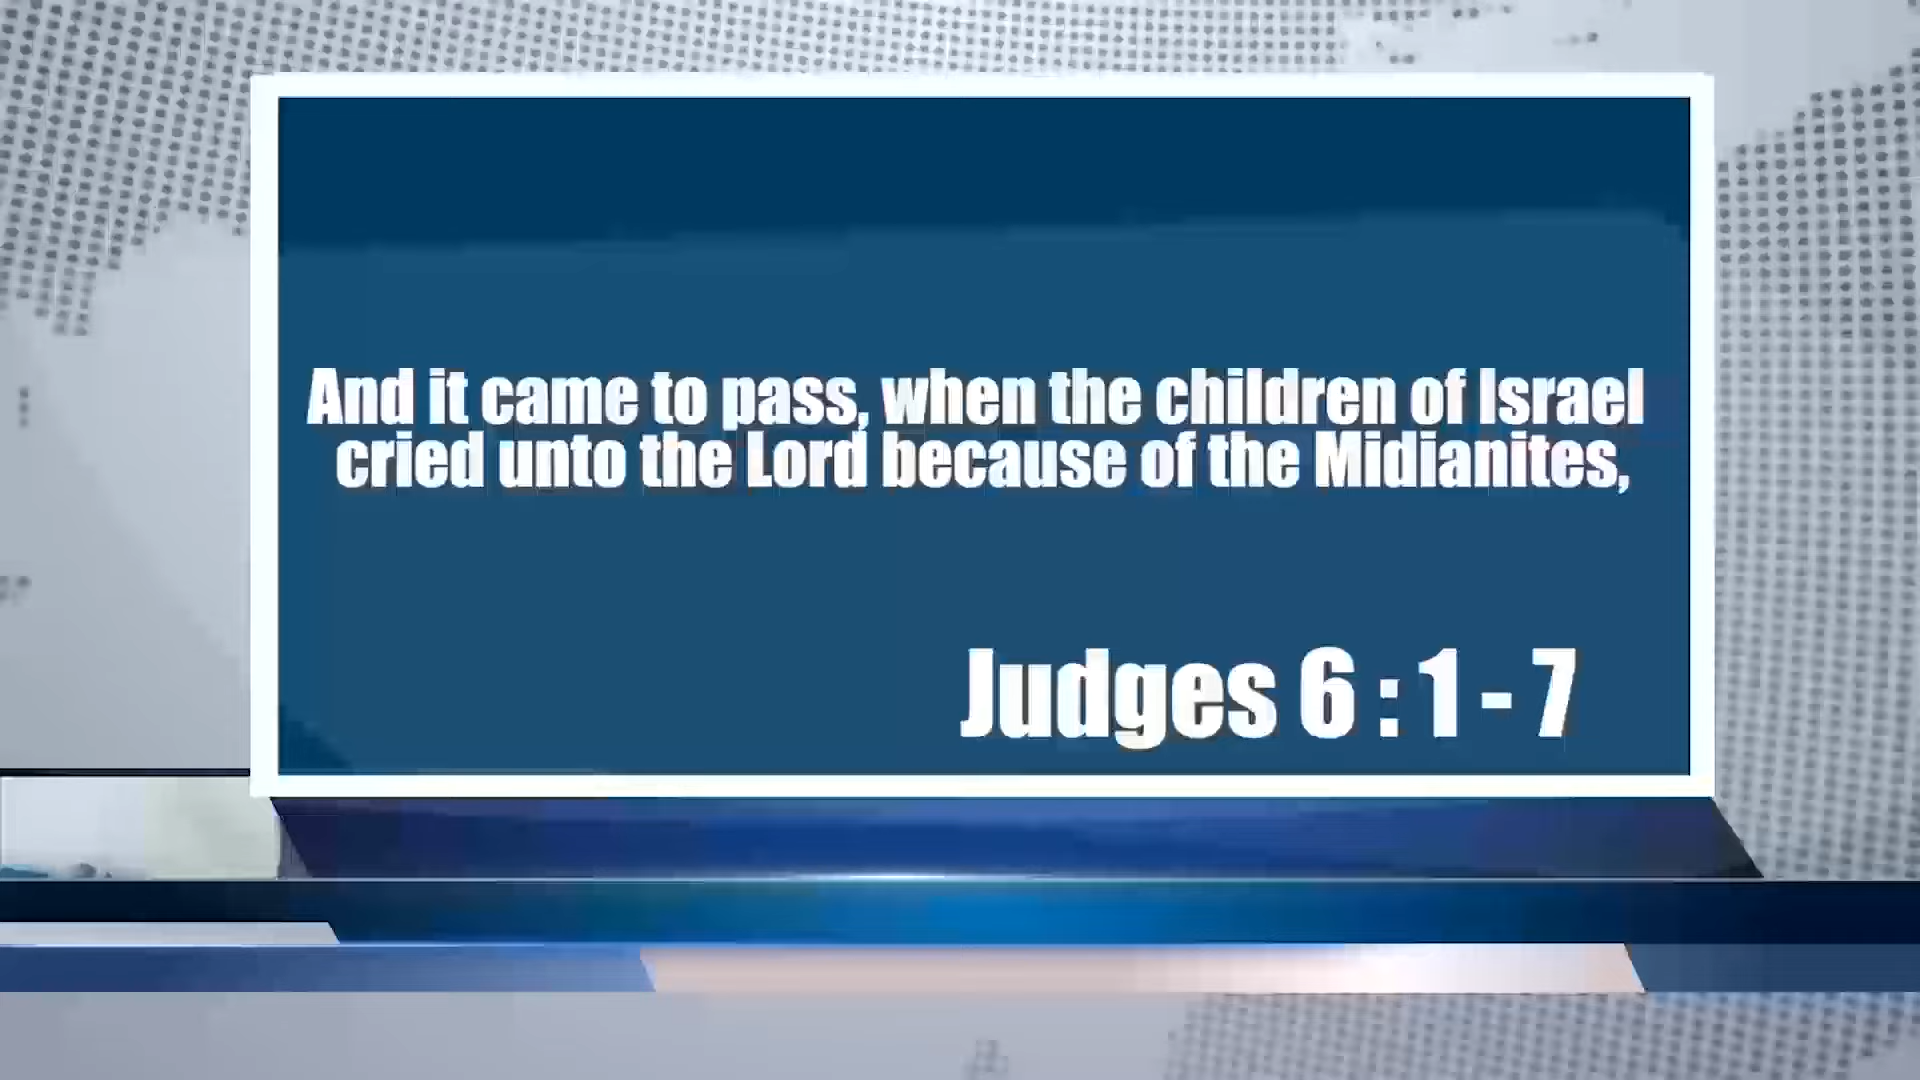 And it came to pass, when the children of Israel
cried unto the Lord because of the Midianites,
Judges 6 : 1 - 7